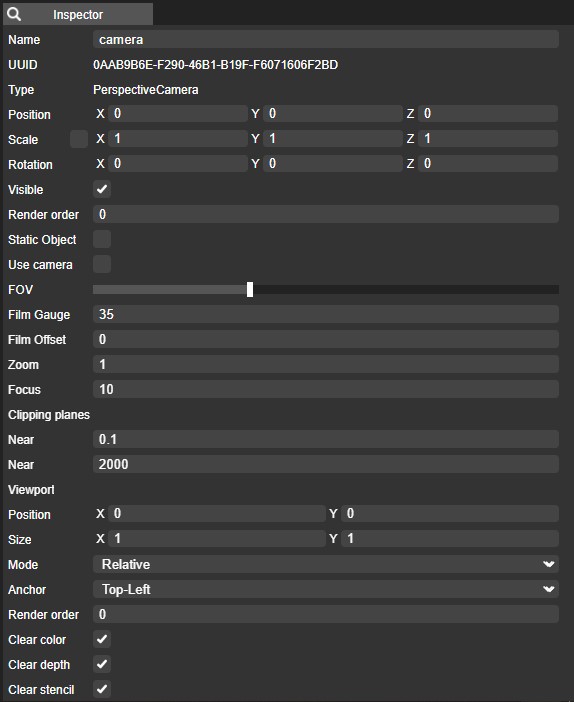 Inspector
Name camera
UUID 0AAB9B6E-F290-46B1-B19F-F6071606F2BD
Type PerspectiveCamera
Position X 0 Y 0 Z 0
Scale X 1 Y 1 Z 1
Rotation X 0 Y 0 Z 0
Visible
Render order 0
Static Object
Use camera
FOV
Film Gauge 35
Film Offset 0
Zoom 1
Focus 10
Clipping planes
Near 0.1
Near 2000
Viewport
Position X 0 Y 0
Size X 1 Y 1
Mode Relative
Anchor Top-Left
Render order 0
Clear color
Clear depth
Clear stencil